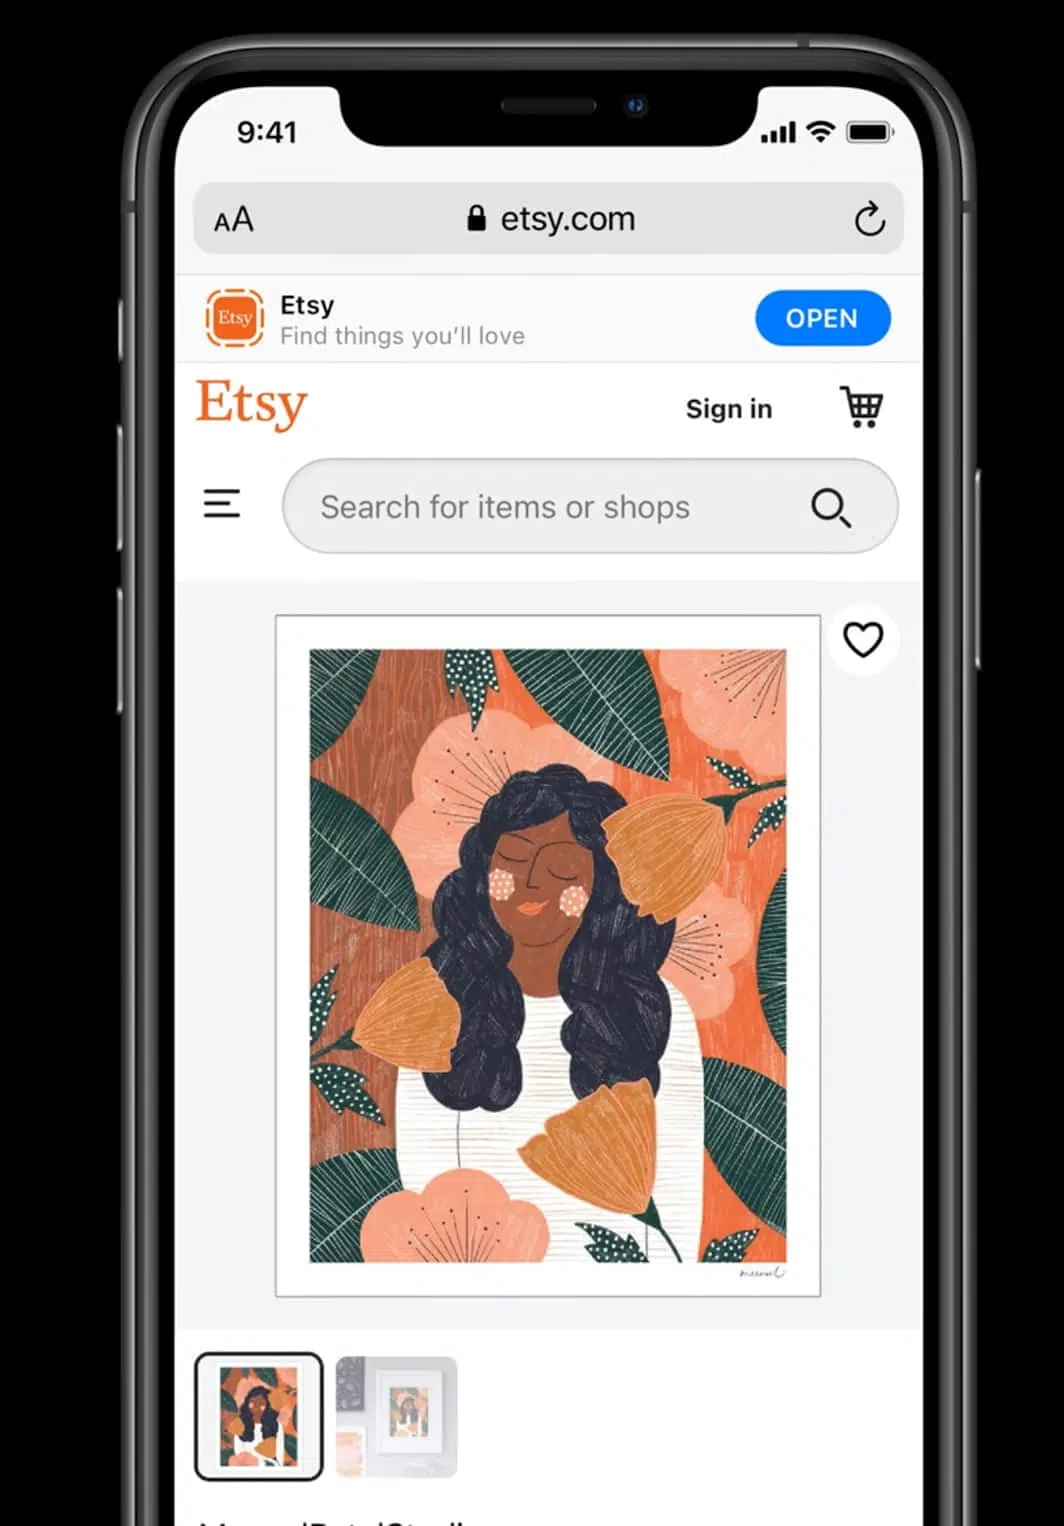 9:41
AA etsy.com
Etsy
Etsy
Find things you'll love
OPEN
Etsy
Sign in
Search for items or shops